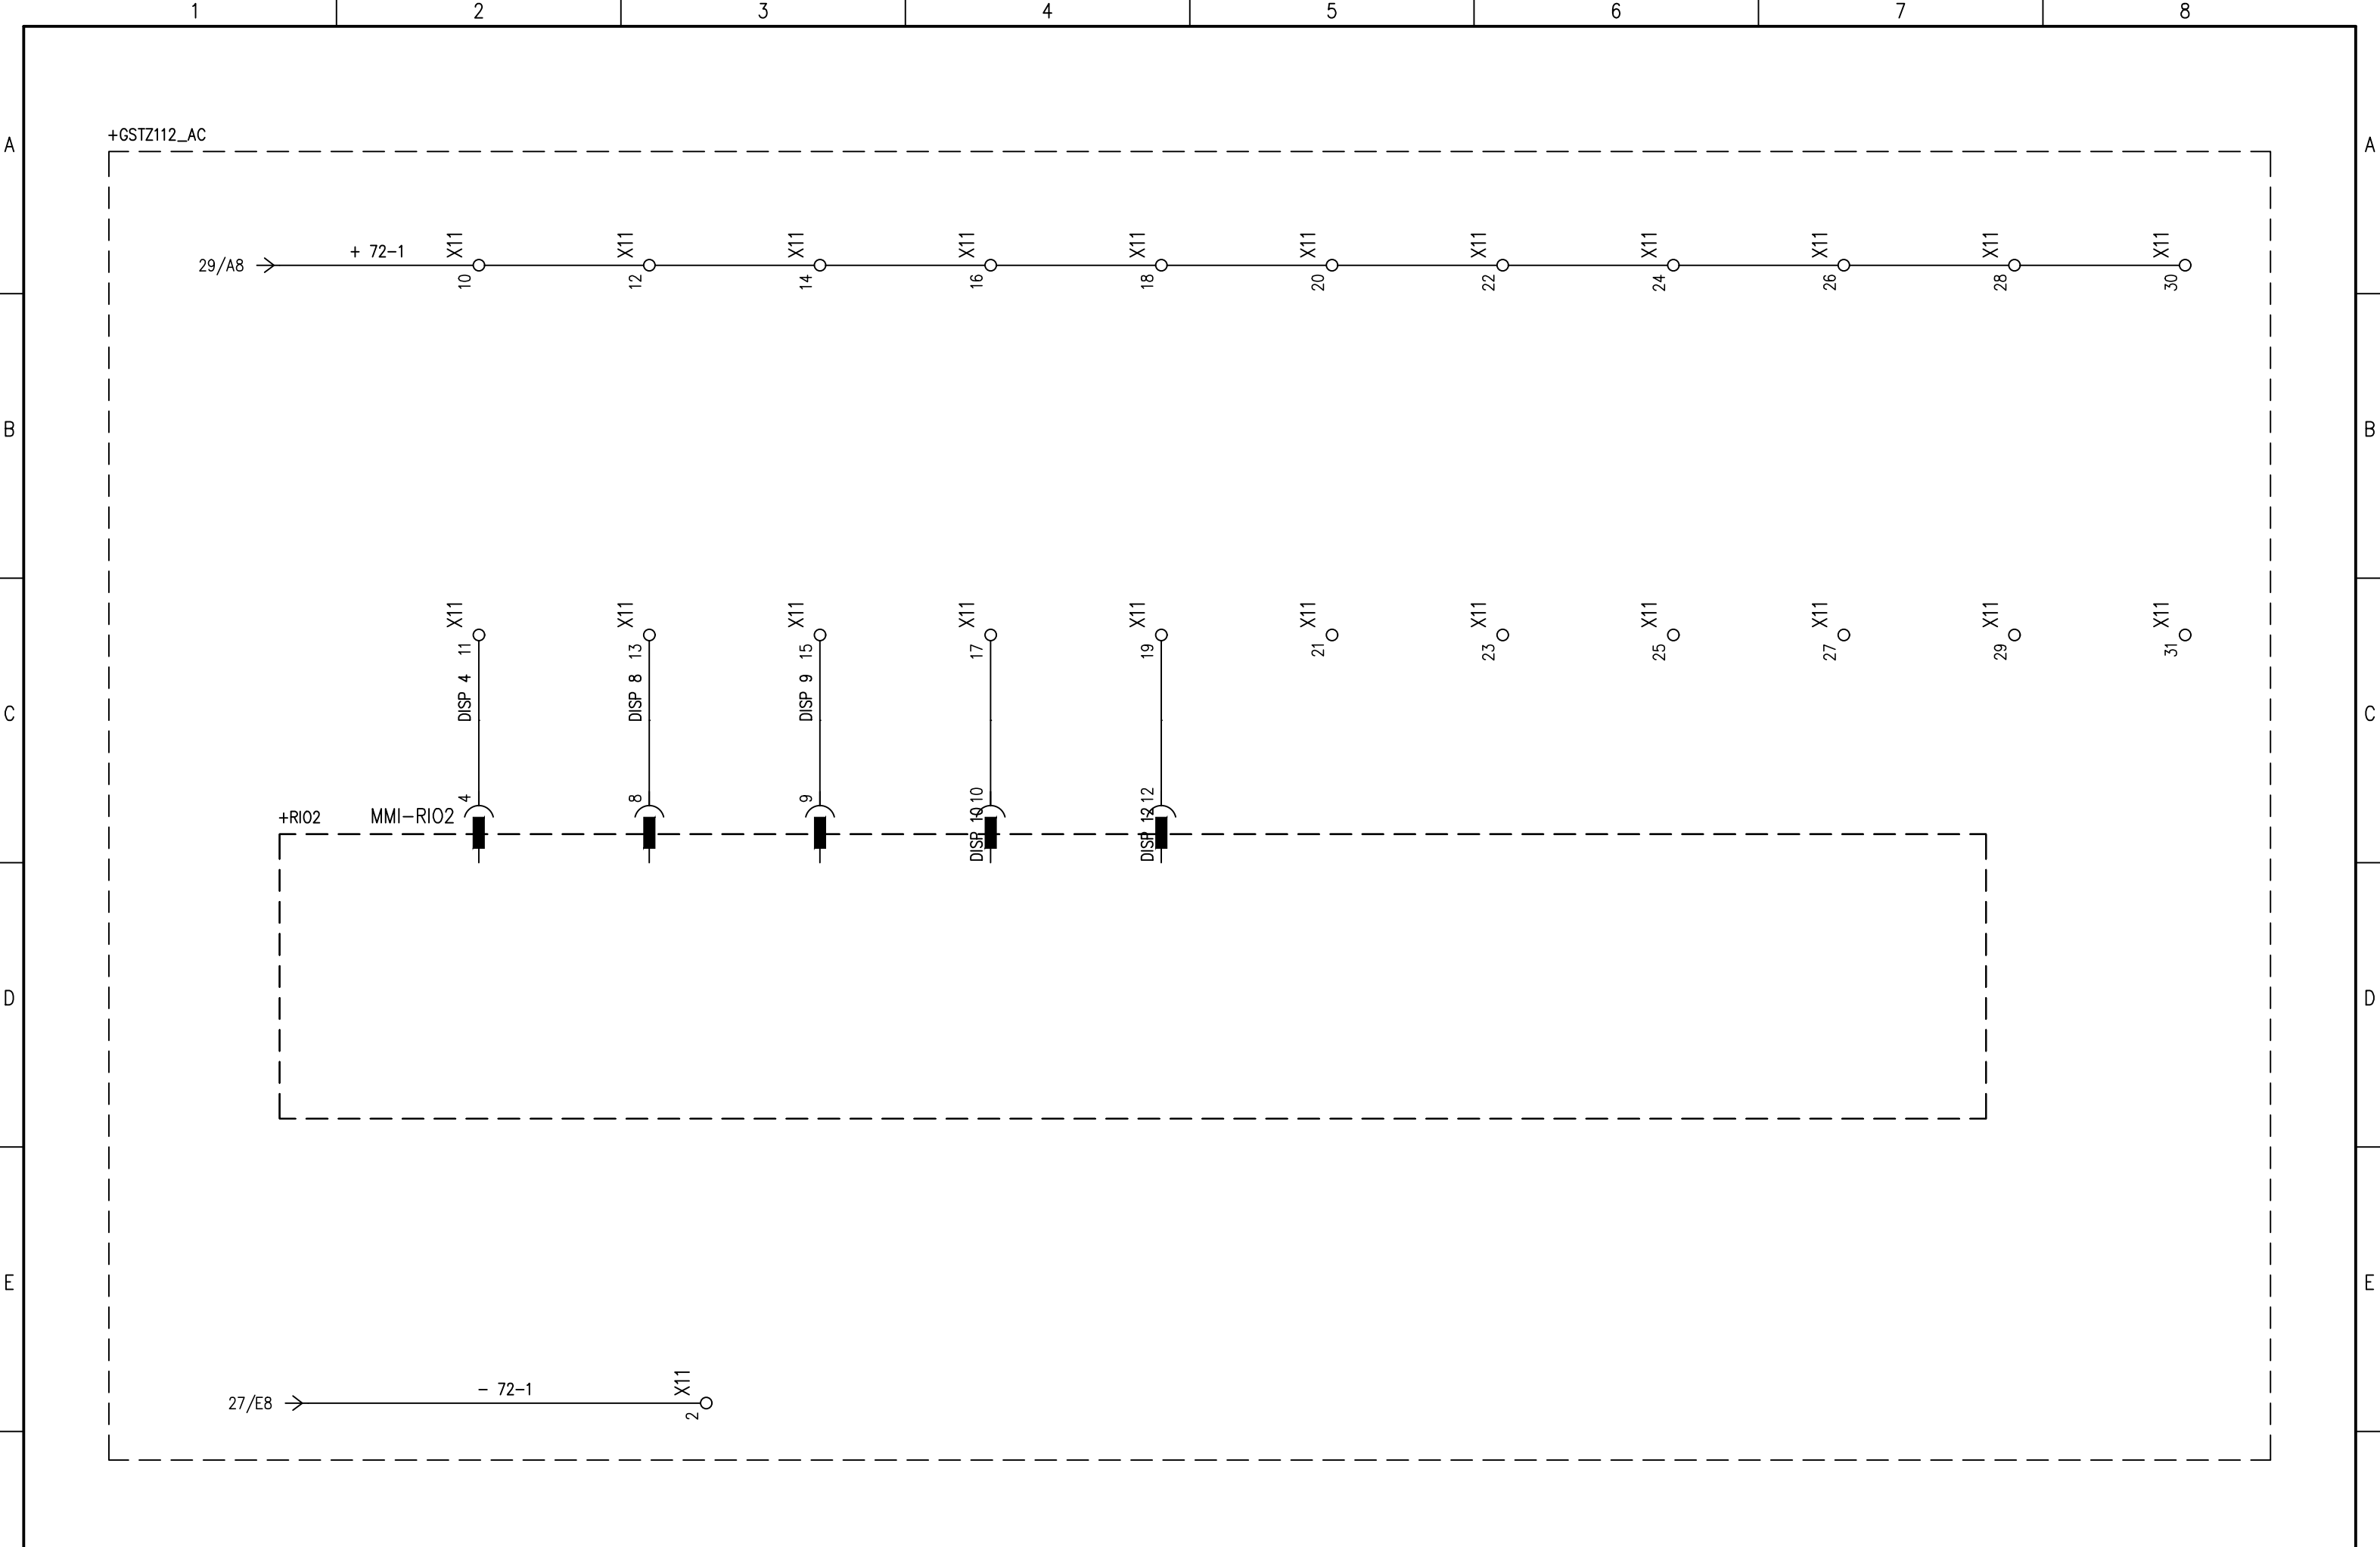 1 2 3 4 5 6 7 8
+GSTZ112_AC
A A
X11 X11 X11 X11 X11 X11 X11 X11 X11 X11 X11
29/A8 + 72-1
10 12 14 16 18 20 22 24 26 28 30
B B
X11 X11 X11 X11 X11 X11 X11 X11 X11 X11 X11
11 13 15 17 19 21 23 25 27 29 31
DISP 4 DISP 8 DISP 9
C C
4 8 9 10 12
+RIO2 MMI-RIO2
DISP 10 DISP 12
D D
E E
X11
27/E8 - 72-1
2